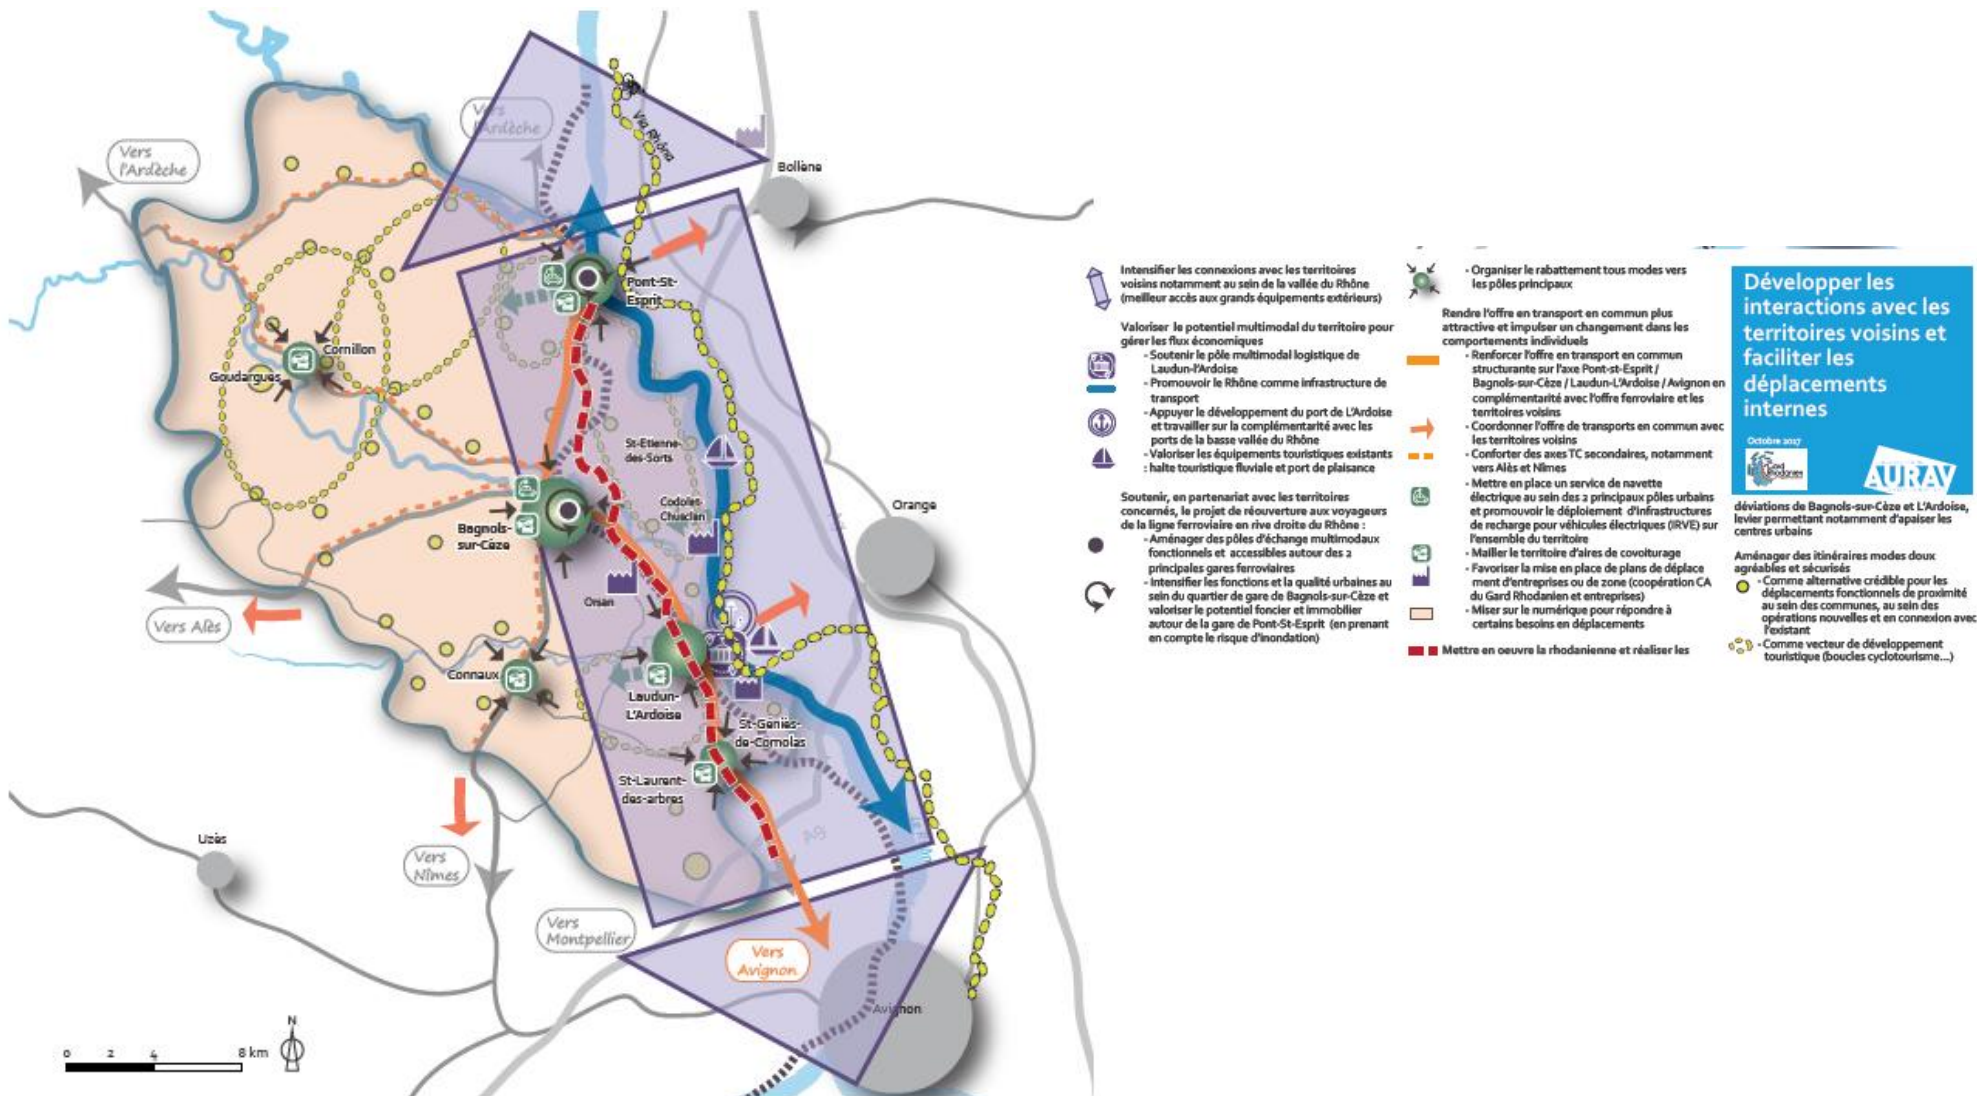 Vers
l'Ardèche
Vers
l'Ardèche
Via Rhôna
Bollène
Pont-St-
Esprit
Cornillon
Goudargues
St-Etienne-
des-Sorts
Codolet-
Chusclan
Orange
Bagnols-
sur-Cèze
Orsan
Vers Alès
Connaux
Laudun-
L'Ardoise
St-Géniès-
de-Comolas
St-Laurent-
des-arbres
A9
Uzès
Vers
Nîmes
Vers
Montpellier
Vers
Avignon
Avignon
N
0 2 4 8 km
Intensifier les connexions avec les territoires
voisins notamment au sein de la vallée du Rhône
(meilleur accès aux grands équipements extérieurs)
Valoriser le potentiel multimodal du territoire pour
gérer les flux économiques
- Soutenir le pôle multimodal logistique de
Laudun-l'Ardoise
- Promouvoir le Rhône comme infrastructure de
transport
- Appuyer le développement du port de L'Ardoise
et travailler sur la complémentarité avec les
ports de la basse vallée du Rhône
- Valoriser les équipements touristiques existants
: halte touristique fluviale et port de plaisance
Soutenir, en partenariat avec les territoires
concernés, le projet de réouverture aux voyageurs
de la ligne ferroviaire en rive droite du Rhône :
- Aménager des pôles d'échange multimodaux
fonctionnels et accessibles autour des 2
principales gares ferroviaires
- Intensifier les fonctions et la qualité urbaines au
sein du quartier de gare de Bagnols-sur-Cèze et
valoriser le potentiel foncier et immobilier
autour de la gare de Pont-St-Esprit (en prenant
en compte le risque d'inondation)
- Organiser le rabattement tous modes vers
les pôles principaux
Rendre l'offre en transport en commun plus
attractive et impulser un changement dans les
comportements individuels
- Renforcer l'offre en transport en commun
structurante sur l'axe Pont-st-Esprit /
Bagnols-sur-Cèze / Laudun-L'Ardoise / Avignon en
complémentarité avec l'offre ferroviaire et les
territoires voisins
- Coordonner l'offre de transports en commun avec
les territoires voisins
- Conforter des axes TC secondaires, notamment
vers Alès et Nîmes
- Mettre en place un service de navette
électrique au sein des 2 principaux pôles urbains
et promouvoir le déploiement d'Infrastructures
de recharge pour véhicules électriques (IRVE) sur
l'ensemble du territoire
- Mailler le territoire d'aires de covoiturage
- Favoriser la mise en place de plans de déplace
ment d'entreprises ou de zone (coopération CA
du Gard Rhodanien et entreprises)
- Miser sur le numérique pour répondre à
certains besoins en déplacements
Mettre en oeuvre la rhodanienne et réaliser les
Développer les
interactions avec les
territoires voisins et
faciliter les
déplacements
internes
Octobre 2017
Gard
Rhodanien
AURAV
déviations de Bagnols-sur-Cèze et L'Ardoise,
levier permettant notamment d'apaiser les
centres urbains
Aménager des itinéraires modes doux
agréables et sécurisés
- Comme alternative crédible pour les
déplacements fonctionnels de proximité
au sein des communes, au sein des
opérations nouvelles et en connexion avec
l'existant
- Comme vecteur de développement
touristique (boucles cyclotourisme...)